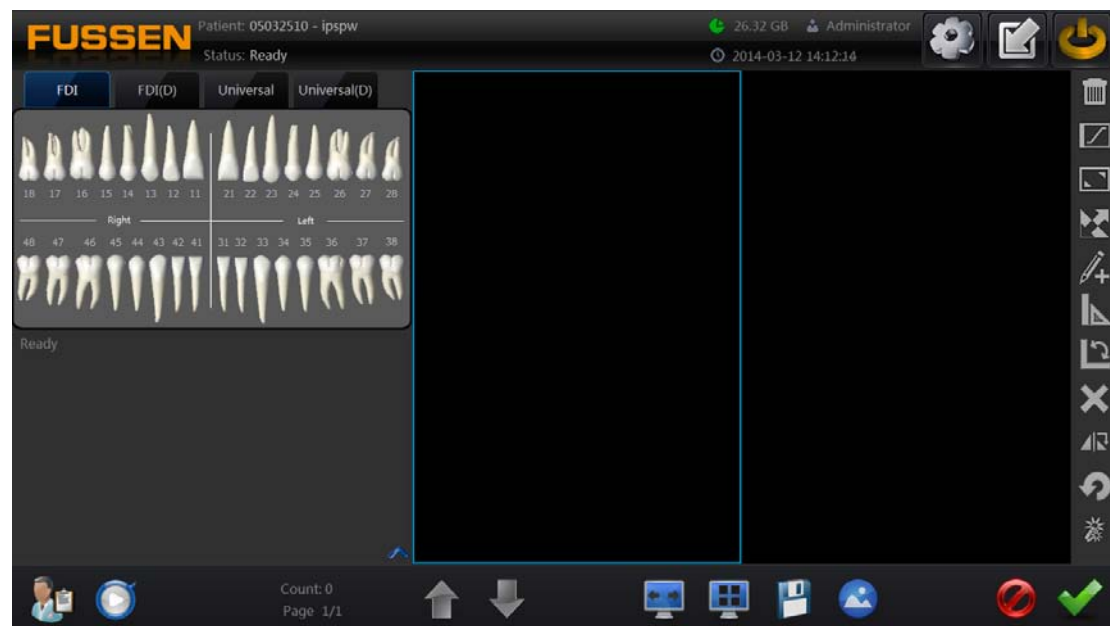 FUSSEN
Patient: 05032510 - ipspw
Status: Ready
26.32 GB
Administrator
2014-03-12 14:12:14
FDI FDI(D) Universal Universal(D)
18 17 16 15 14 13 12 11 21 22 23 24 25 26 27 28
Right Left
48 47 46 45 44 43 42 41 31 32 33 34 35 36 37 38
Ready
Count: 0
Page 1/1